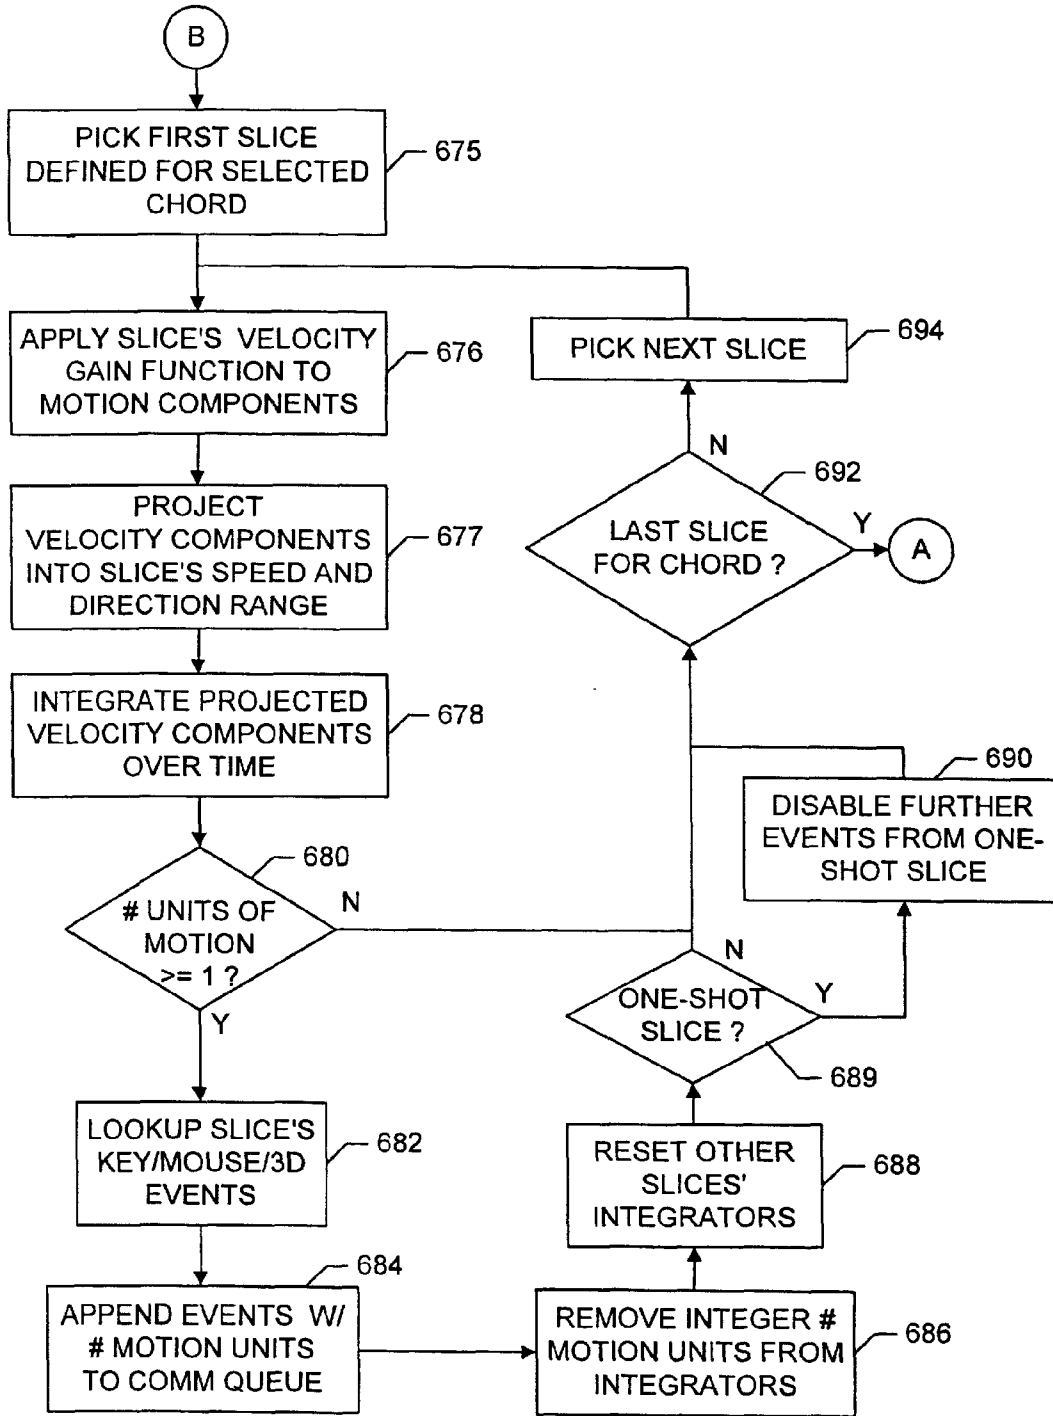 B
PICK FIRST SLICE
DEFINED FOR SELECTED
CHORD
675
APPLY SLICE'S VELOCITY
GAIN FUNCTION TO
MOTION COMPONENTS
676
PROJECT
VELOCITY COMPONENTS
INTO SLICE'S SPEED AND
DIRECTION RANGE
677
INTEGRATE PROJECTED
VELOCITY COMPONENTS
OVER TIME
678
# UNITS OF
MOTION
>= 1 ?
680
N
Y
LOOKUP SLICE'S
KEY/MOUSE/3D
EVENTS
682
APPEND EVENTS W/
# MOTION UNITS
TO COMM QUEUE
684
REMOVE INTEGER #
MOTION UNITS FROM
INTEGRATORS
686
RESET OTHER
SLICES'
INTEGRATORS
688
ONE-SHOT
SLICE ?
689
N
Y
DISABLE FURTHER
EVENTS FROM ONE-
SHOT SLICE
690
LAST SLICE
FOR CHORD ?
692
Y
A
N
PICK NEXT SLICE
694